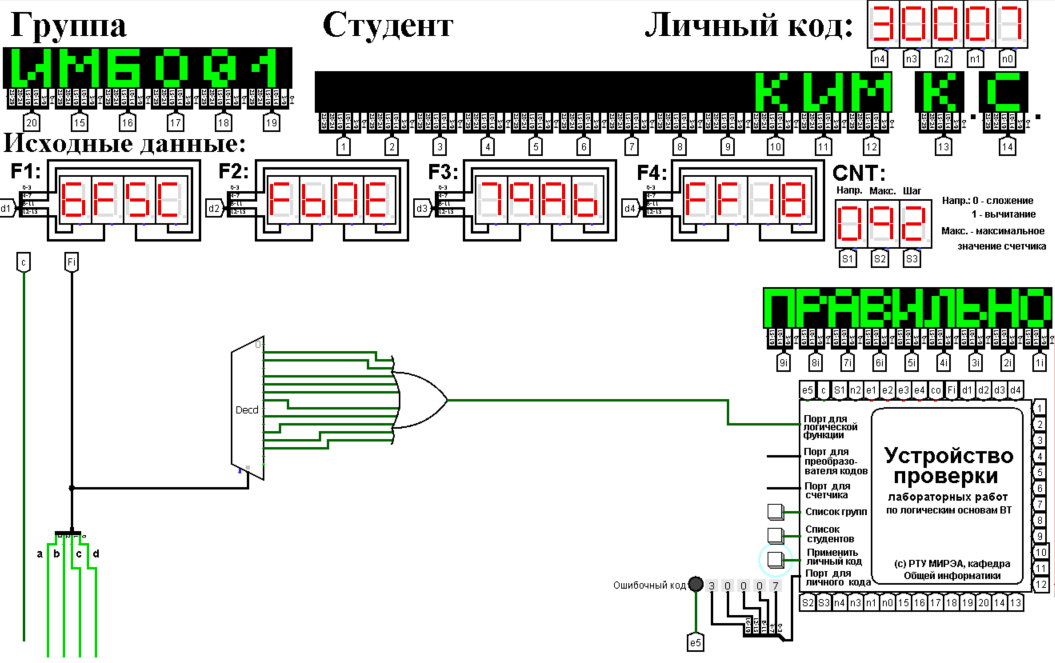 Группа
Студент
Личный код:
30007
n4 n3 n2 n1 n0
ИМБО01
КИМ К. С.
20 15 16 17 18 19
1 2 3 4 5 6 7 8 9 10 11 12 13 14
Исходные данные:
F1: 6F5C
F2: Fb0E
F3: 79Ab
F4: FF18
d1 d2 d3 d4
CNT:
Напр. Макс. Шаг
092
S1 S2 S3
Напр.: 0 - сложение
1 - вычитание
Макс. - максимальное
значение счетчика
c Fi
ПРАВИЛЬНО
9i 8i 7i 6i 5i 4i 3i 2i 1i
Decd
e5 c S1 n2 e1 e2 e3 e4 co Fi d1 d2 d3 d4
Порт для
логической
функции
Порт для
преобразо-
вателя кодов
Порт для
счетчика
Список групп
Список
студентов
Применить
личный код
Порт для
личного кода
Устройство
проверки
лабораторных работ
по логическим основам ВТ
(с) РТУ МИРЭА, кафедра
Общей информатики
1
2
3
4
5
6
7
8
9
10
11
12
S2 S3 n4 n3 n1 n0 15 16 17 18 19 20 14 13
a b c d
Ошибочный код
3 0 0 0 7
e5